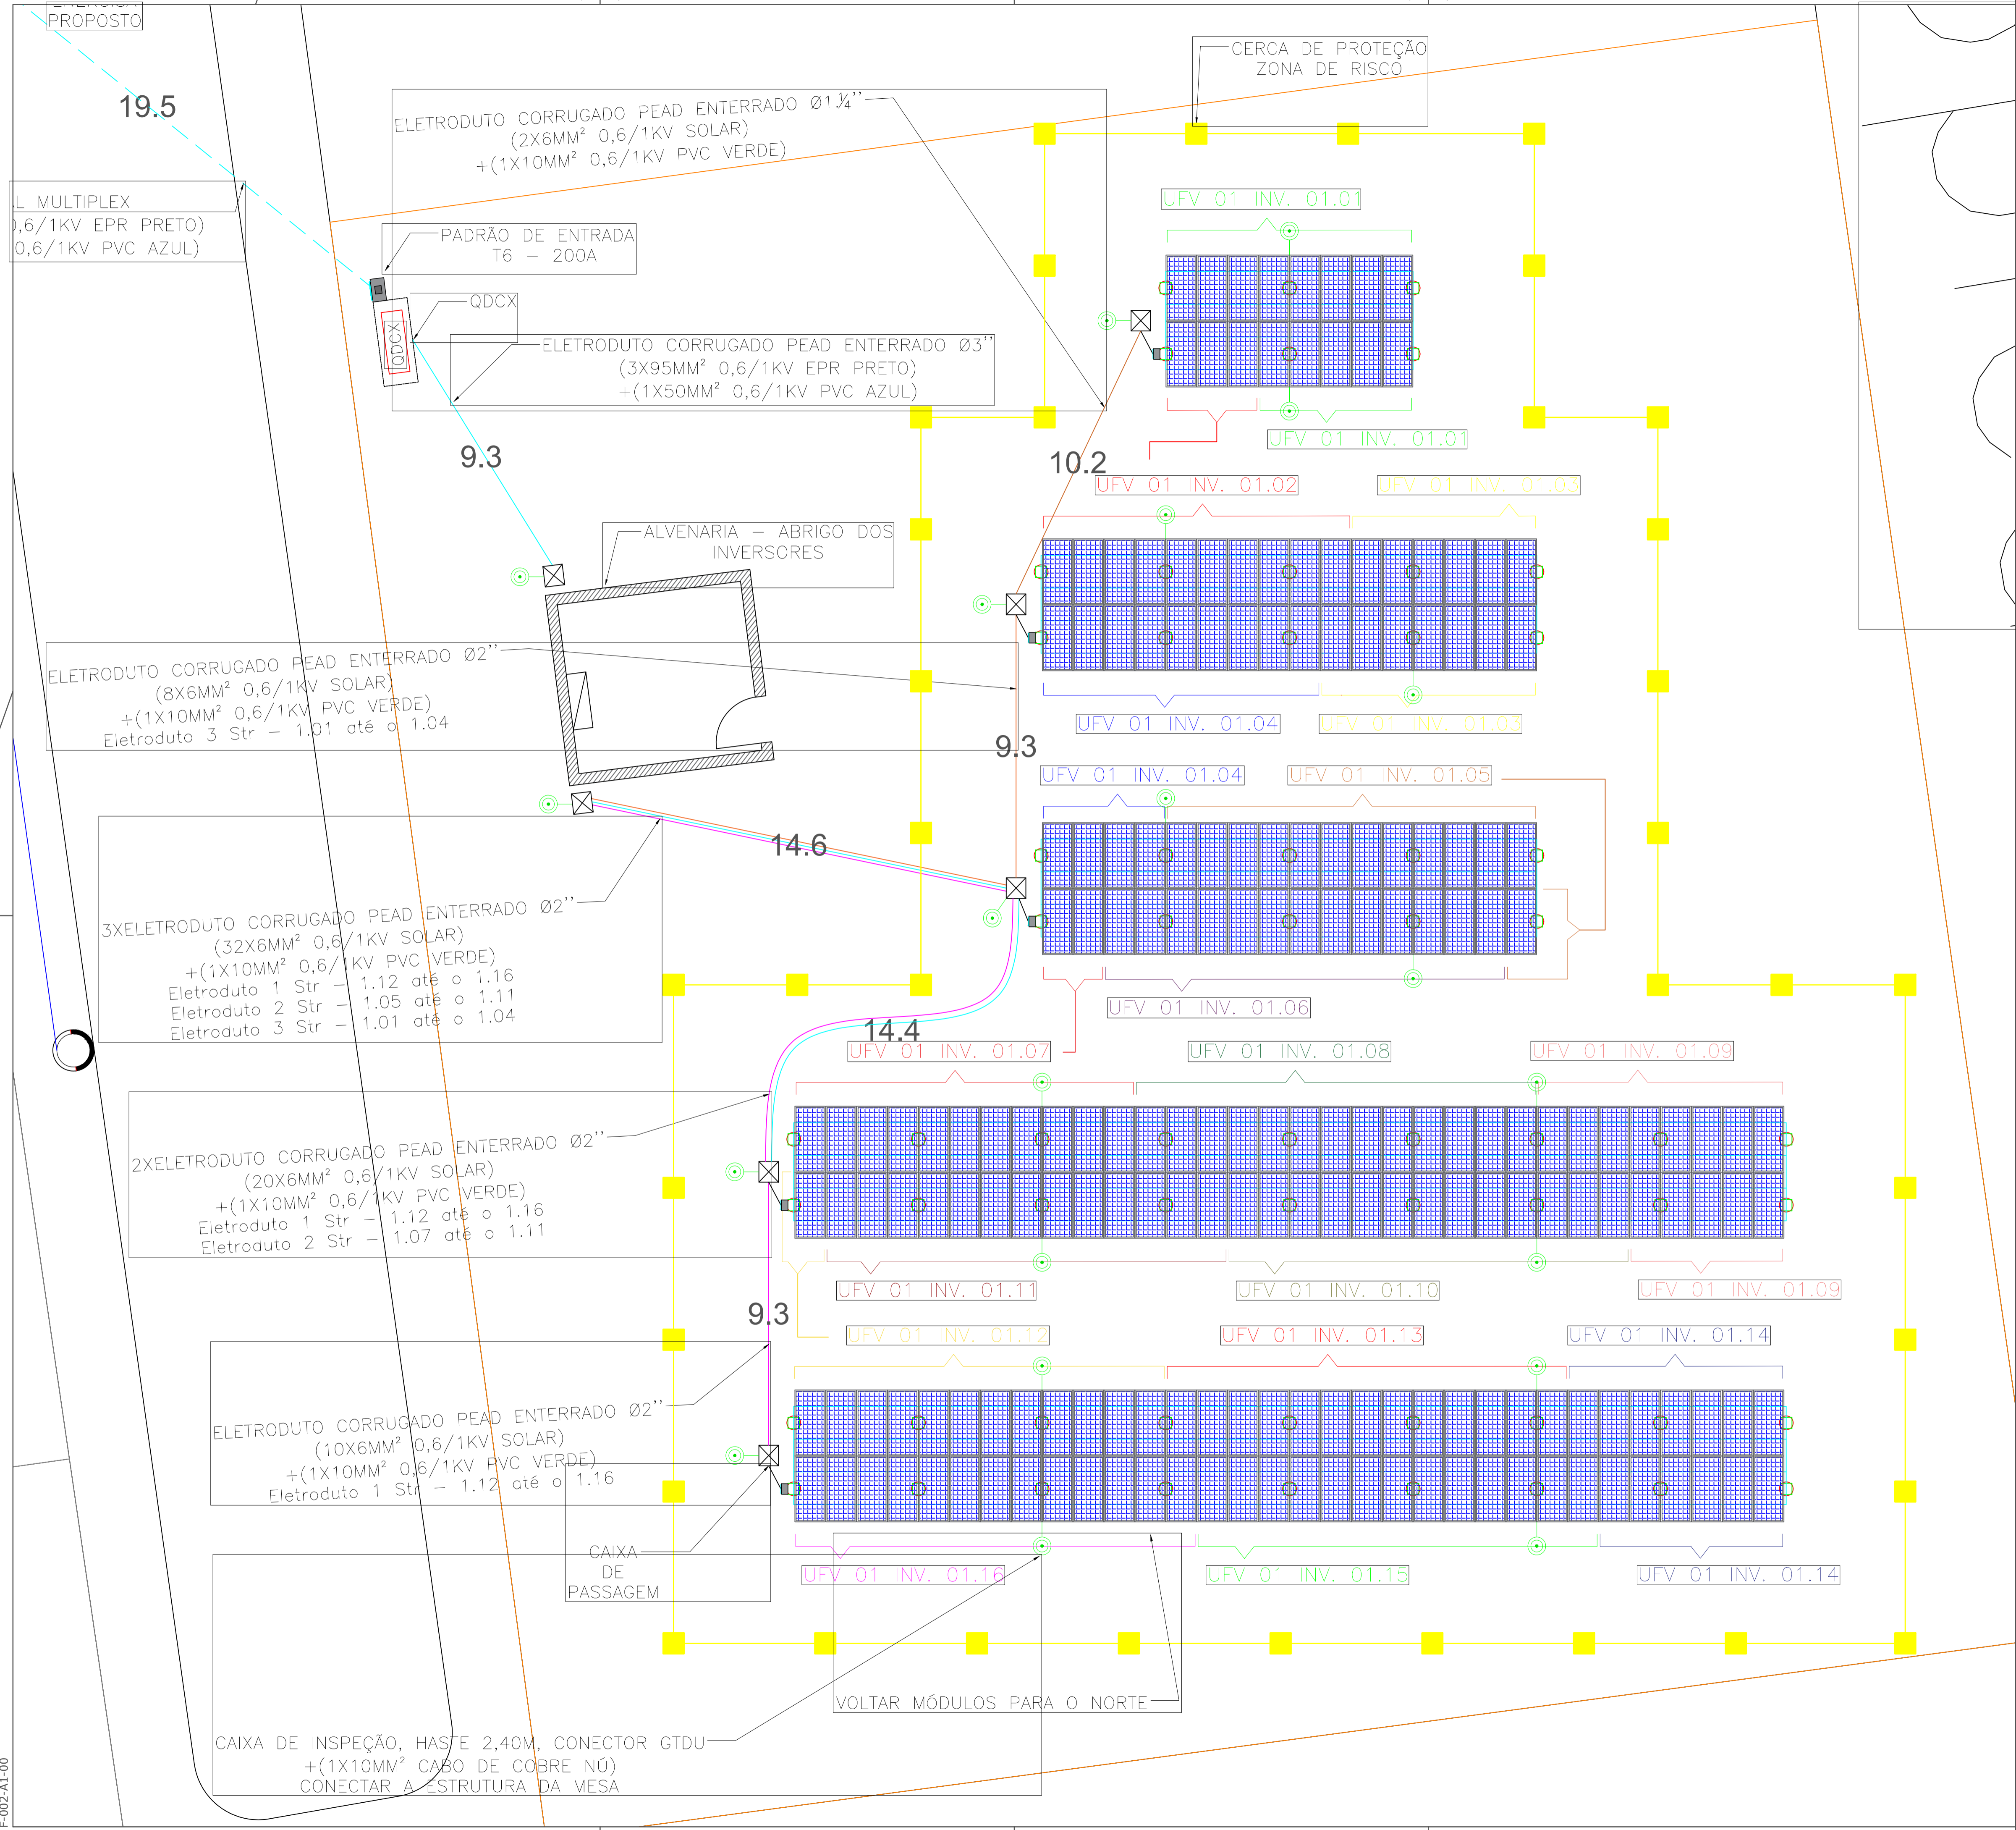 ENERGISA
PROPOSTO
19.5
L MULTIPLEX
0,6/1KV EPR PRETO)
0,6/1KV PVC AZUL)
ELETRODUTO CORRUGADO PEAD ENTERRADO Ø1¼''
(2X6MM² 0,6/1KV SOLAR)
+(1X10MM² 0,6/1KV PVC VERDE)
CERCA DE PROTEÇÃO
ZONA DE RISCO
PADRÃO DE ENTRADA
T6 – 200A
QDCX
QDCX
ELETRODUTO CORRUGADO PEAD ENTERRADO Ø3''
(3X95MM² 0,6/1KV EPR PRETO)
+(1X50MM² 0,6/1KV PVC AZUL)
UFV 01 INV. 01.01
UFV 01 INV. 01.01
9.3
10.2
UFV 01 INV. 01.02
UFV 01 INV. 01.03
ALVENARIA – ABRIGO DOS
INVERSORES
ELETRODUTO CORRUGADO PEAD ENTERRADO Ø2''
(8X6MM² 0,6/1KV SOLAR)
+(1X10MM² 0,6/1KV PVC VERDE)
Eletroduto 3 Str – 1.01 até o 1.04
UFV 01 INV. 01.04
UFV 01 INV. 01.03
9.3
UFV 01 INV. 01.04
UFV 01 INV. 01.05
14.6
3XELETRODUTO CORRUGADO PEAD ENTERRADO Ø2''
(32X6MM² 0,6/1KV SOLAR)
+(1X10MM² 0,6/1KV PVC VERDE)
Eletroduto 1 Str – 1.12 até o 1.16
Eletroduto 2 Str – 1.05 até o 1.11
Eletroduto 3 Str – 1.01 até o 1.04
UFV 01 INV. 01.06
14.4
UFV 01 INV. 01.07
UFV 01 INV. 01.08
UFV 01 INV. 01.09
2XELETRODUTO CORRUGADO PEAD ENTERRADO Ø2''
(20X6MM² 0,6/1KV SOLAR)
+(1X10MM² 0,6/1KV PVC VERDE)
Eletroduto 1 Str – 1.12 até o 1.16
Eletroduto 2 Str – 1.07 até o 1.11
UFV 01 INV. 01.11
UFV 01 INV. 01.10
UFV 01 INV. 01.09
9.3
UFV 01 INV. 01.12
UFV 01 INV. 01.13
UFV 01 INV. 01.14
ELETRODUTO CORRUGADO PEAD ENTERRADO Ø2''
(10X6MM² 0,6/1KV SOLAR)
+(1X10MM² 0,6/1KV PVC VERDE)
Eletroduto 1 Str – 1.12 até o 1.16
CAIXA
DE
PASSAGEM
UFV 01 INV. 01.16
UFV 01 INV. 01.15
UFV 01 INV. 01.14
VOLTAR MÓDULOS PARA O NORTE
CAIXA DE INSPEÇÃO, HASTE 2,40M, CONECTOR GTDU
+(1X10MM² CABO DE COBRE NÚ)
CONECTAR A ESTRUTURA DA MESA
F-002-A1-00